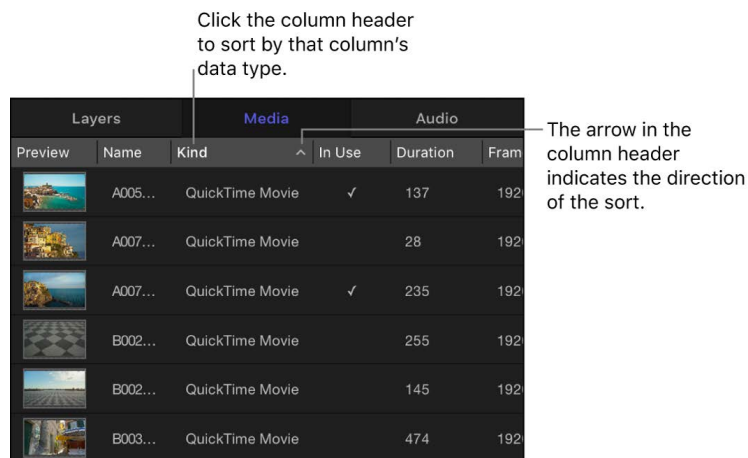 Click the column header
to sort by that column's
data type.
Layers Media Audio
Preview Name Kind In Use Duration Fram
A005... QuickTime Movie ✓ 137 192
A007... QuickTime Movie 28 192
A007... QuickTime Movie ✓ 235 192
B002... QuickTime Movie 255 192
B002... QuickTime Movie 145 192
B003... QuickTime Movie 474 192
The arrow in the
column header
indicates the direction
of the sort.